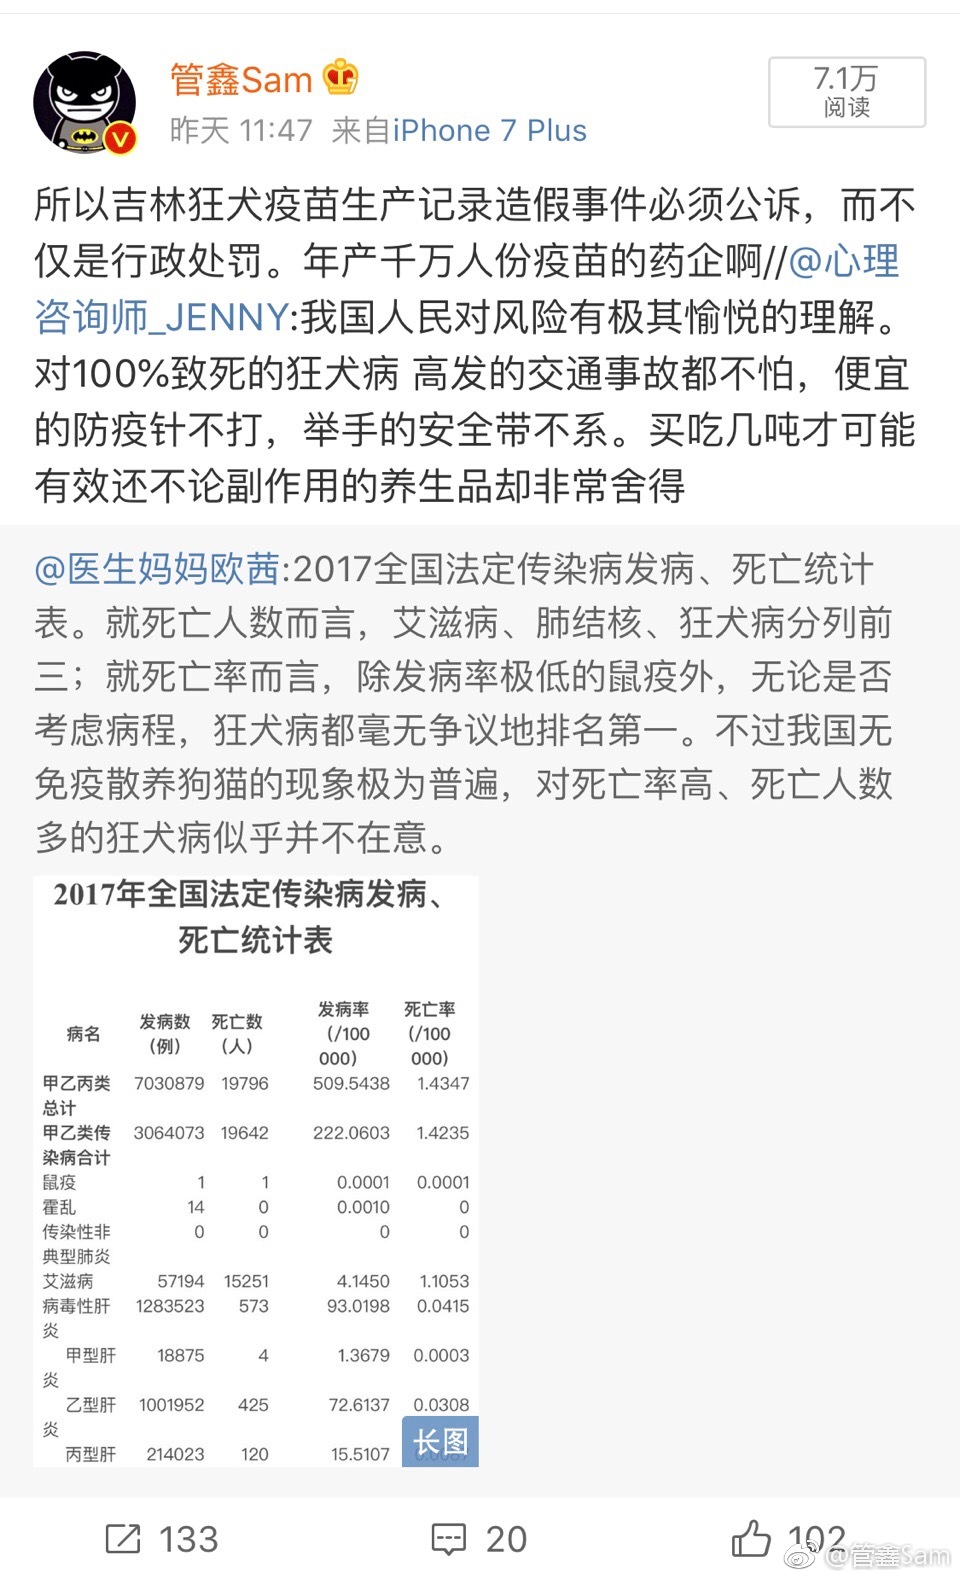 管鑫Sam
7.1万
阅读
昨天 11:47 来自iPhone 7 Plus
所以吉林狂犬疫苗生产记录造假事件必须公诉，而不
仅是行政处罚。年产千万人份疫苗的药企啊//@心理
咨询师_JENNY:我国人民对风险有极其愉悦的理解。
对100%致死的狂犬病 高发的交通事故都不怕，便宜
的防疫针不打，举手的安全带不系。买吃几吨才可能
有效还不论副作用的养生品却非常舍得
@医生妈妈欧茜:2017全国法定传染病发病、死亡统计
表。就死亡人数而言，艾滋病、肺结核、狂犬病分列前
三；就死亡率而言，除发病率极低的鼠疫外，无论是否
考虑病程，狂犬病都毫无争议地排名第一。不过我国无
免疫散养狗猫的现象极为普遍，对死亡率高、死亡人数
多的狂犬病似乎并不在意。
2017年全国法定传染病发病、
死亡统计表
病名 发病数（例） 死亡数（人） 发病率（/100 000） 死亡率（/100 000）
甲乙丙类总计 7030879 19796 509.5438 1.4347
甲乙类传染病合计 3064073 19642 222.0603 1.4235
鼠疫 1 1 0.0001 0.0001
霍乱 14 0 0.0010 0
传染性非典型肺炎 0 0 0 0
艾滋病 57194 15251 4.1450 1.1053
病毒性肝炎 1283523 573 93.0198 0.0415
甲型肝炎 18875 4 1.3679 0.0003
乙型肝炎 1001952 425 72.6137 0.0308
丙型肝 214023 120 15.5107
长图
133 20 102
@管鑫Sam